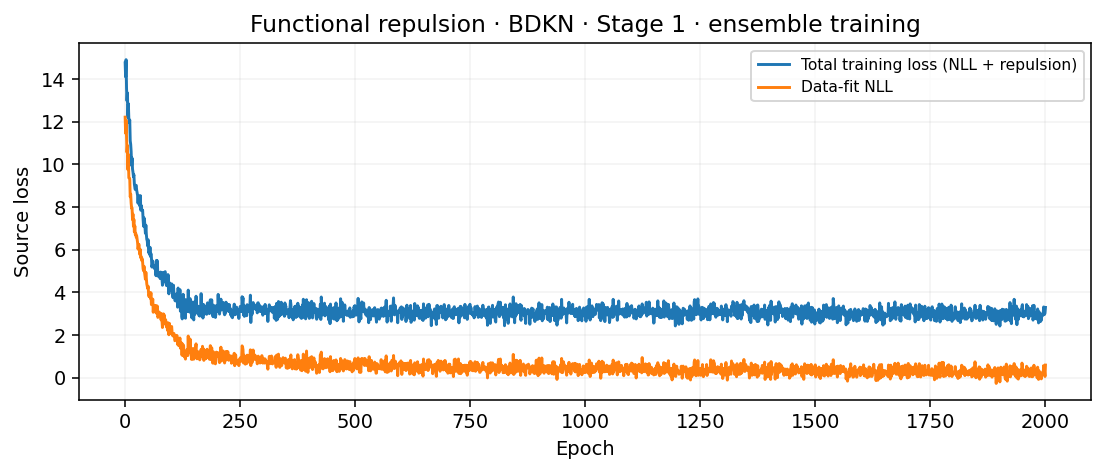 Functional repulsion · BDKN · Stage 1 · ensemble training
Total training loss (NLL + repulsion)
Data-fit NLL
Source loss
14
12
10
8
6
4
2
0
0 250 500 750 1000 1250 1500 1750 2000
Epoch